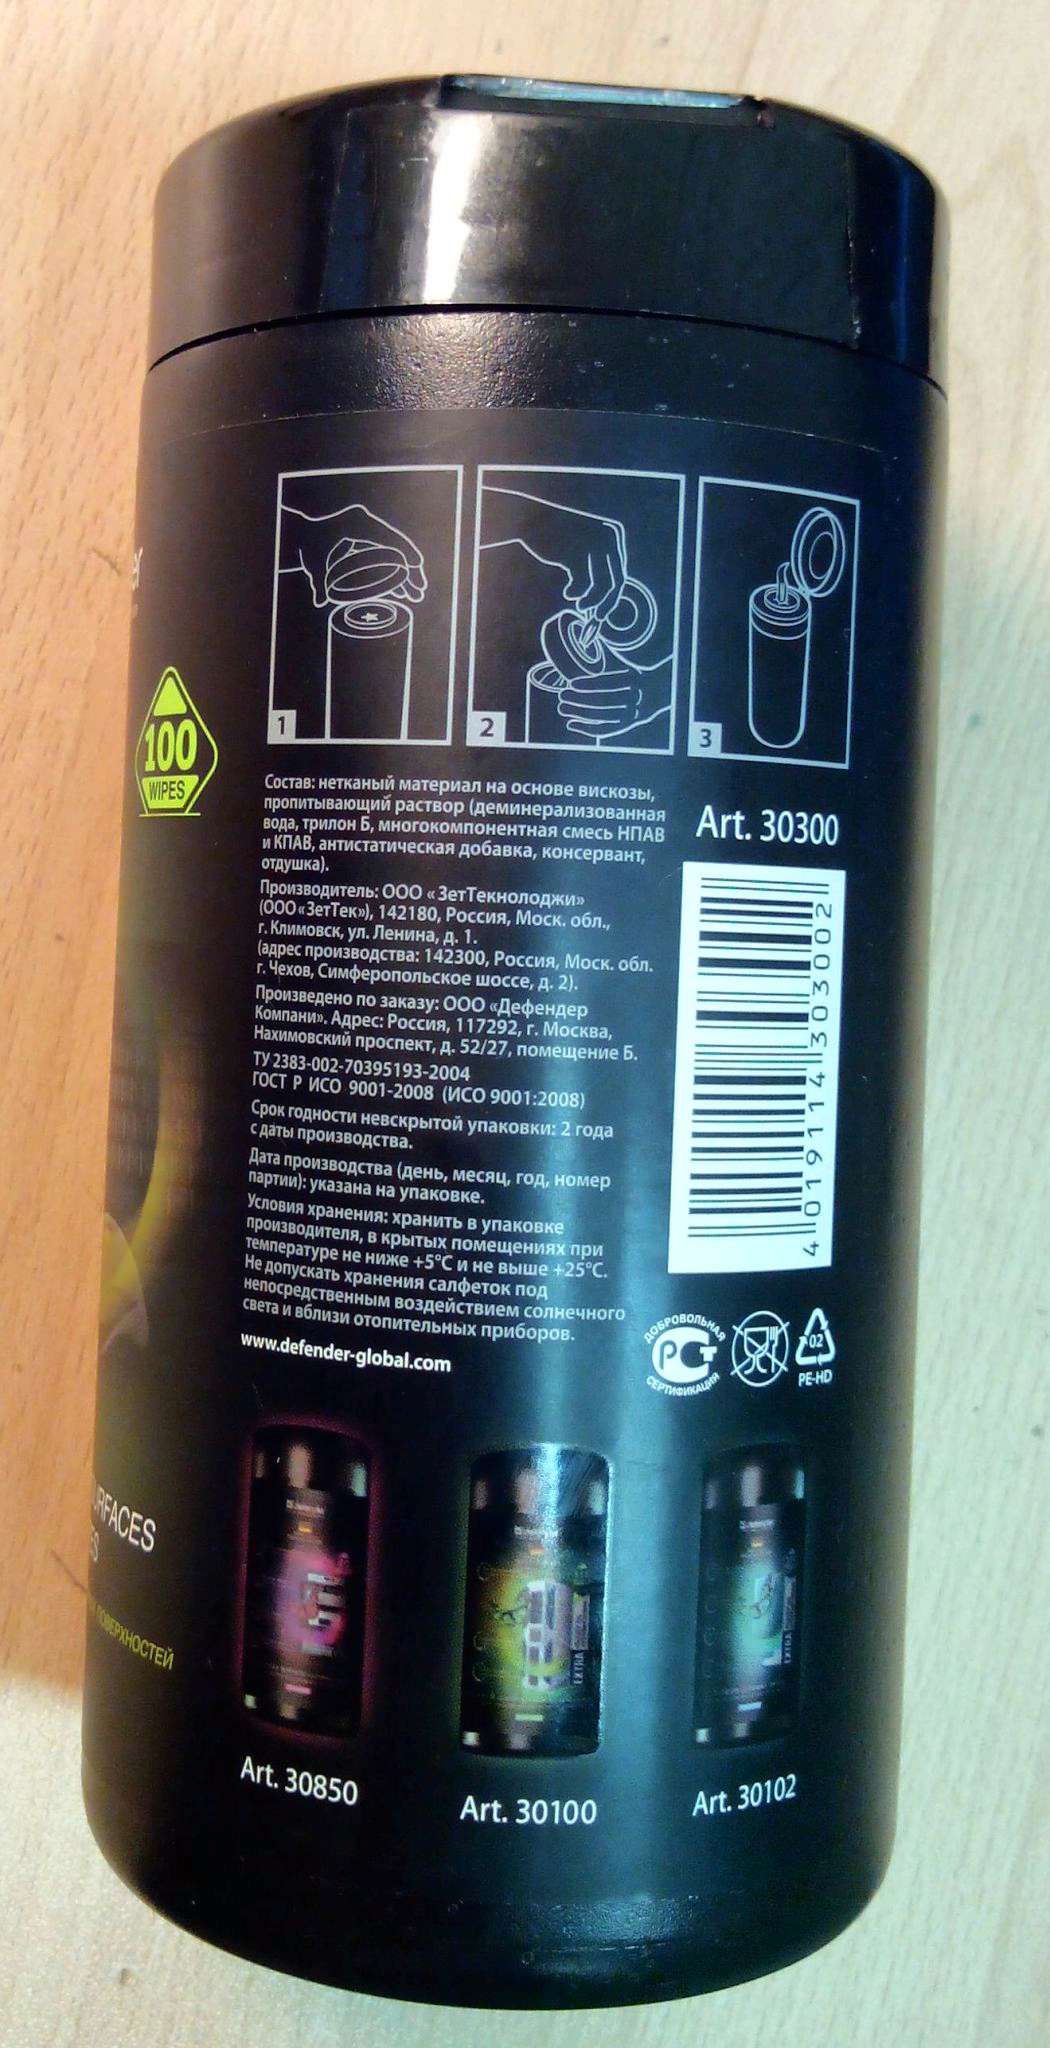 er
100
WIPES
1
2
3
Состав: нетканый материал на основе вискозы,
пропитывающий раствор (деминерализованная
вода, трилон Б, многокомпонентная смесь НПАВ
и КПАВ, антистатическая добавка, консервант,
отдушка).
Производитель: ООО «ЗетТекнолоджи»
(ООО«ЗетТек»), 142180, Россия, Моск. обл.,
г. Климовск, ул. Ленина, д. 1.
(адрес производства: 142300, Россия, Моск. обл.
г. Чехов, Симферопольское шоссе, д. 2).
Произведено по заказу: ООО «Дефендер
Компани». Адрес: Россия, 117292, г. Москва,
Нахимовский проспект, д. 52/27, помещение Б.
ТУ 2383-002-70395193-2004
ГОСТ Р ИСО 9001-2008 (ИСО 9001:2008)
Срок годности невскрытой упаковки: 2 года
с даты производства.
Дата производства (день, месяц, год, номер
партии): указана на упаковке.
Условия хранения: хранить в упаковке
производителя, в крытых помещениях при
температуре не ниже +5°С и не выше +25°С.
Не допускать хранения салфеток под
непосредственным воздействием солнечного
света и вблизи отопительных приборов.
www.defender-global.com
Art. 30300
4 019114 303002
ДОБРОВОЛЬНАЯ
РСТ
СЕРТИФИКАЦИЯ
02
PE-HD
URFACES
ES
ПОВЕРХНОСТЕЙ
EXTRA
EXTRA
Art. 30850
Art. 30100
Art. 30102